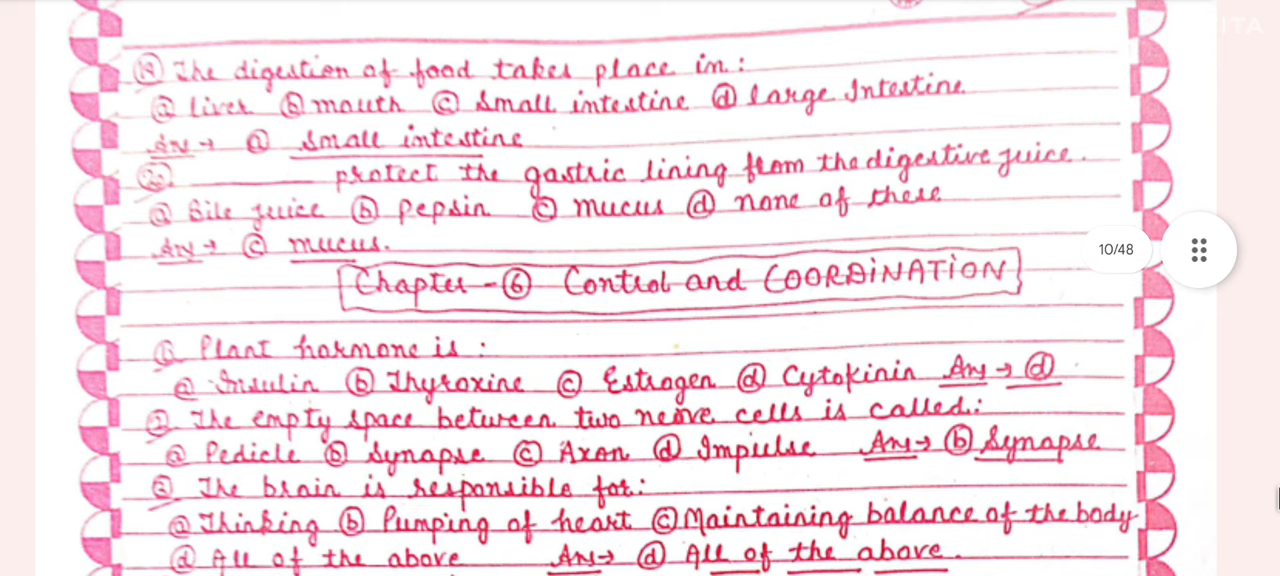 ITA
⑲ The digestion of food takes place in :
ⓐ liver ⓑ mouth ⓒ Small intestine ⓓ large Intestine
Ans → ⓐ Small intestine
⑳ ________ protect the gastric lining from the digestive juice.
ⓐ Bile juice ⓑ pepsin ⓒ mucus ⓓ none of these
Ans → ⓒ mucus.
10/48
Chapter - ⑥ Control and COORDINATION
① Plant hormone is :
ⓐ Insulin ⓑ Thyroxine ⓒ Estrogen ⓓ Cytokinin Ans → ⓓ
② The empty space between two nerve cells is called :
ⓐ Pedicle ⓑ Synapse ⓒ Axon ⓓ Impulse Ans → ⓑ Synapse
③ The brain is responsible for :
ⓐ Thinking ⓑ Pumping of heart ⓒ Maintaining balance of the body
ⓓ All of the above Ans → ⓓ All of the above.